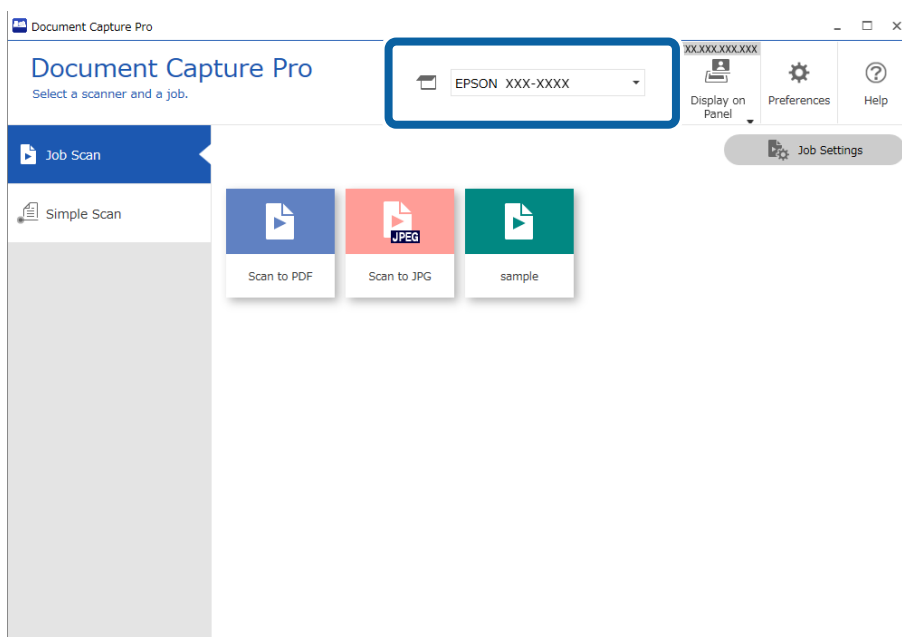 Document Capture Pro
Document Capture Pro
Select a scanner and a job.
EPSON XXX-XXXX
XX.XXX.XXX.XXX
Display on
Panel
Preferences
Help
Job Scan
Job Settings
Simple Scan
JPEG
Scan to PDF
Scan to JPG
sample